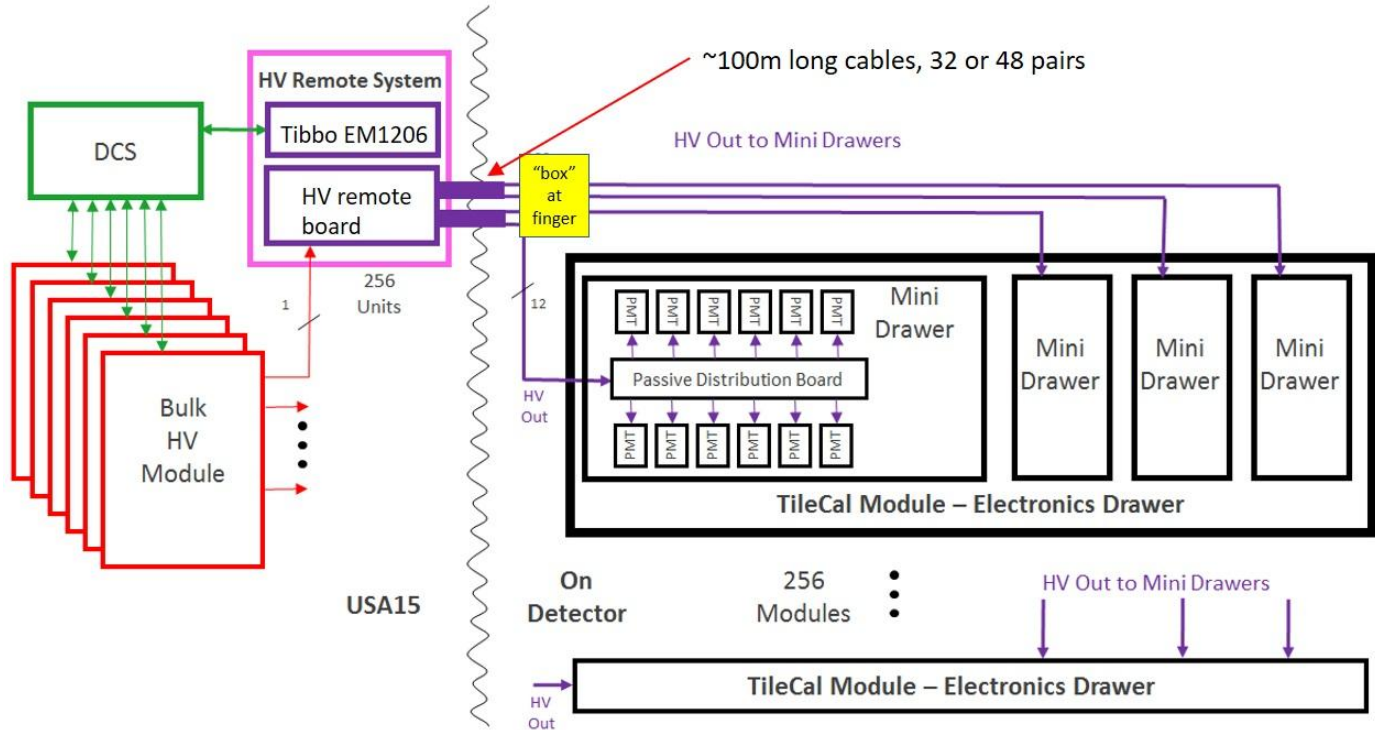 ~100m long cables, 32 or 48 pairs
HV Remote System
Tibbo EM1206
DCS
HV remote
board
HV Out to Mini Drawers
"box"
at
finger
256
Units
1
12
Bulk
HV
Module
PMT
PMT
PMT
PMT
PMT
PMT
Mini
Drawer
Passive Distribution Board
HV
Out
PMT
PMT
PMT
PMT
PMT
PMT
Mini
Drawer
Mini
Drawer
Mini
Drawer
TileCal Module – Electronics Drawer
USA15
On
Detector
256
Modules
HV Out to Mini Drawers
TileCal Module – Electronics Drawer
HV
Out